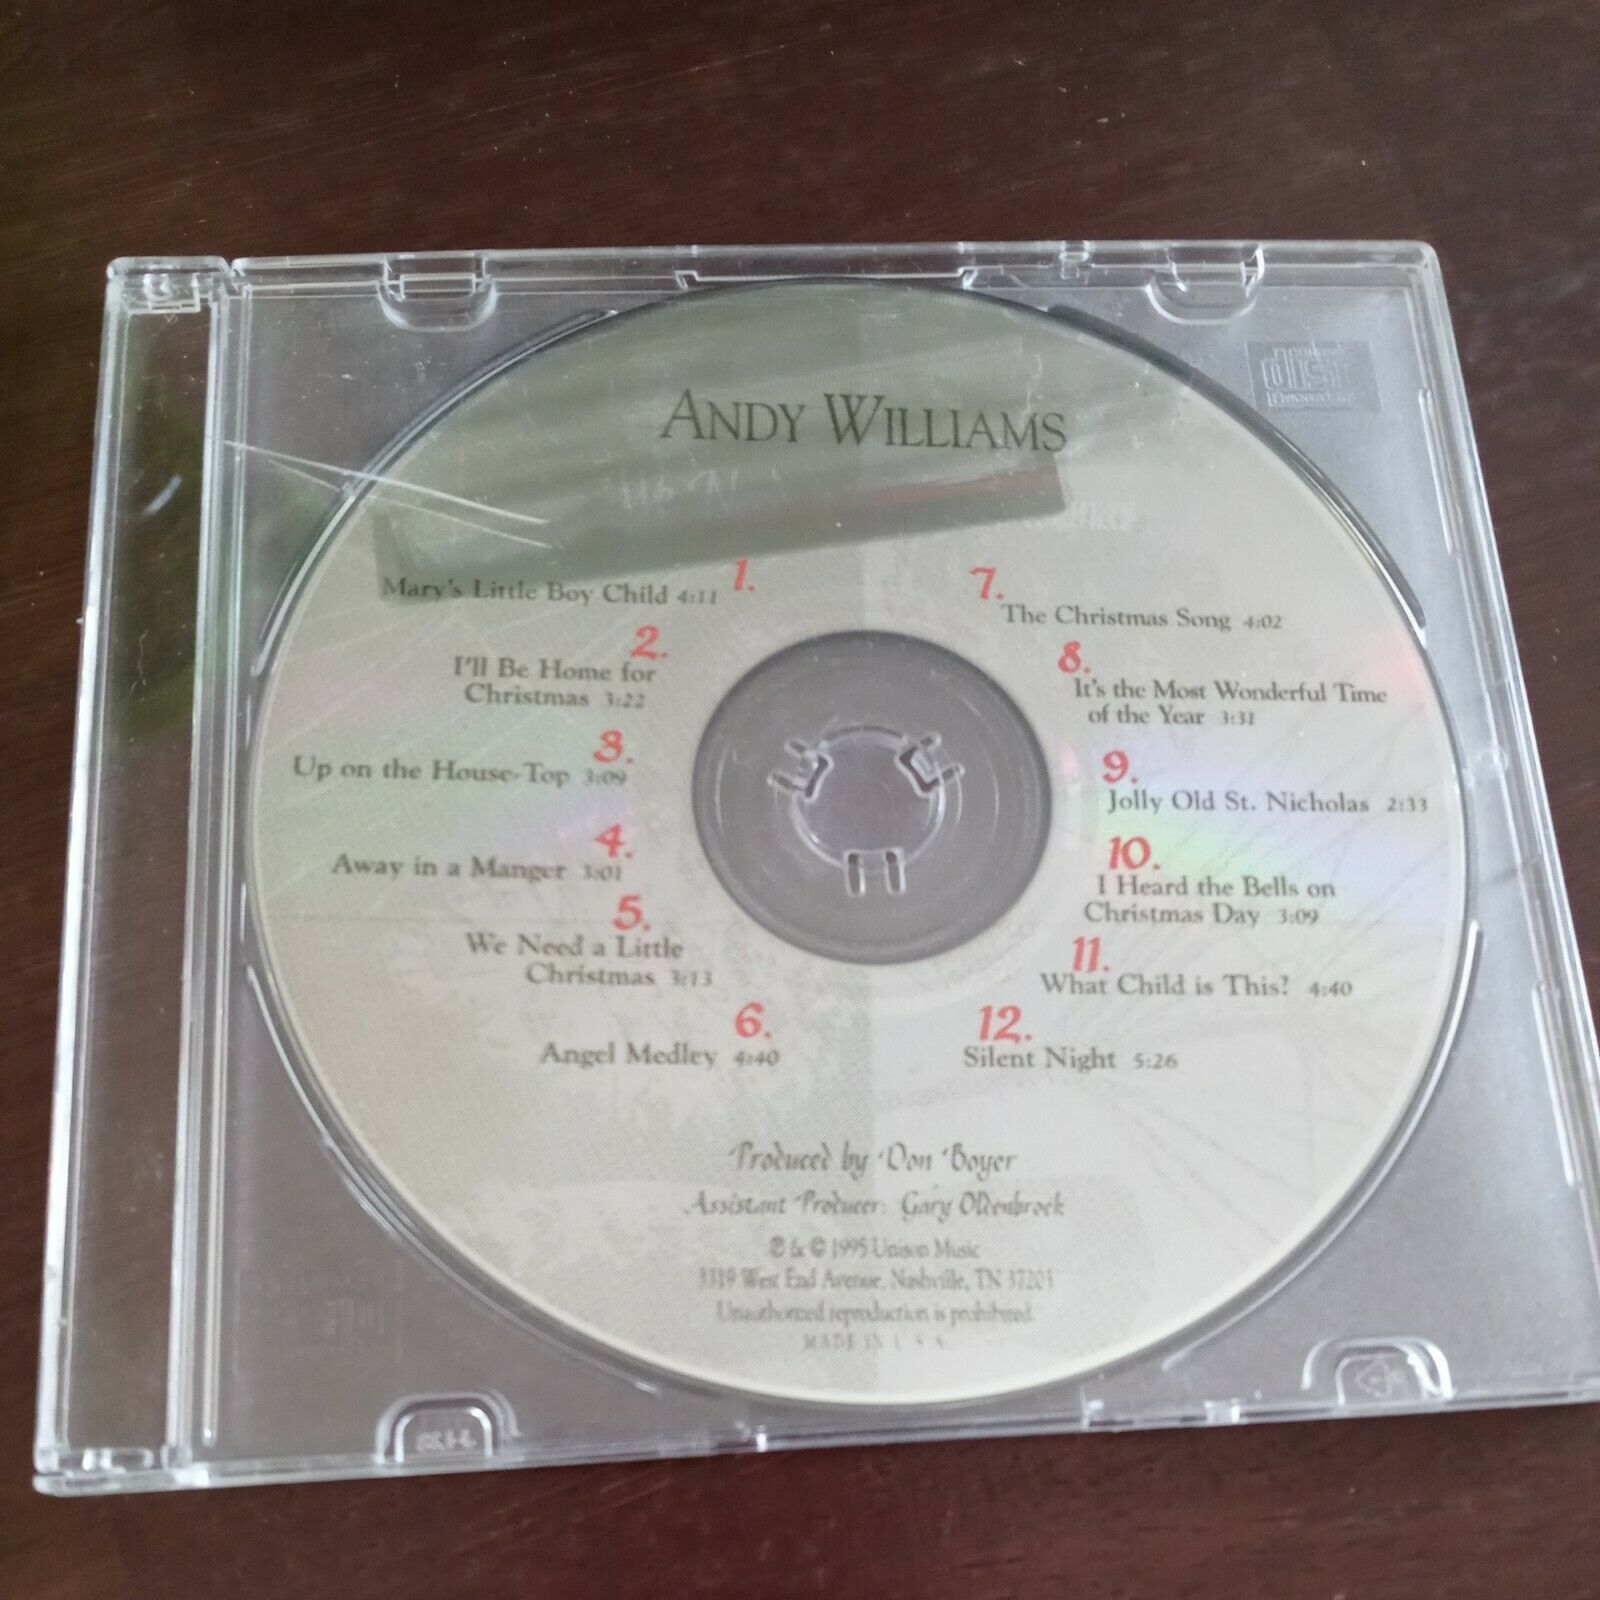 ANDY WILLIAMS
1.
Mary's Little Boy Child 4:11
2.
I'll Be Home for
Christmas 3:22
3.
Up on the House-Top 3:09
4.
Away in a Manger 3:01
5.
We Need a Little
Christmas 3:13
6.
Angel Medley 4:40
7.
The Christmas Song 4:02
8.
It's the Most Wonderful Time
of the Year 3:31
9.
Jolly Old St. Nicholas 2:33
10.
I Heard the Bells on
Christmas Day 3:09
11.
What Child is This? 4:40
12.
Silent Night 5:26
Produced by Don Boyer
Assistant Producer: Gary Oldenbroek
℗ & © 1995 Unison Music
3319 West End Avenue, Nashville, TN 37203
Unauthorized reproduction is prohibited.
MADE IN U.S.A.
disc